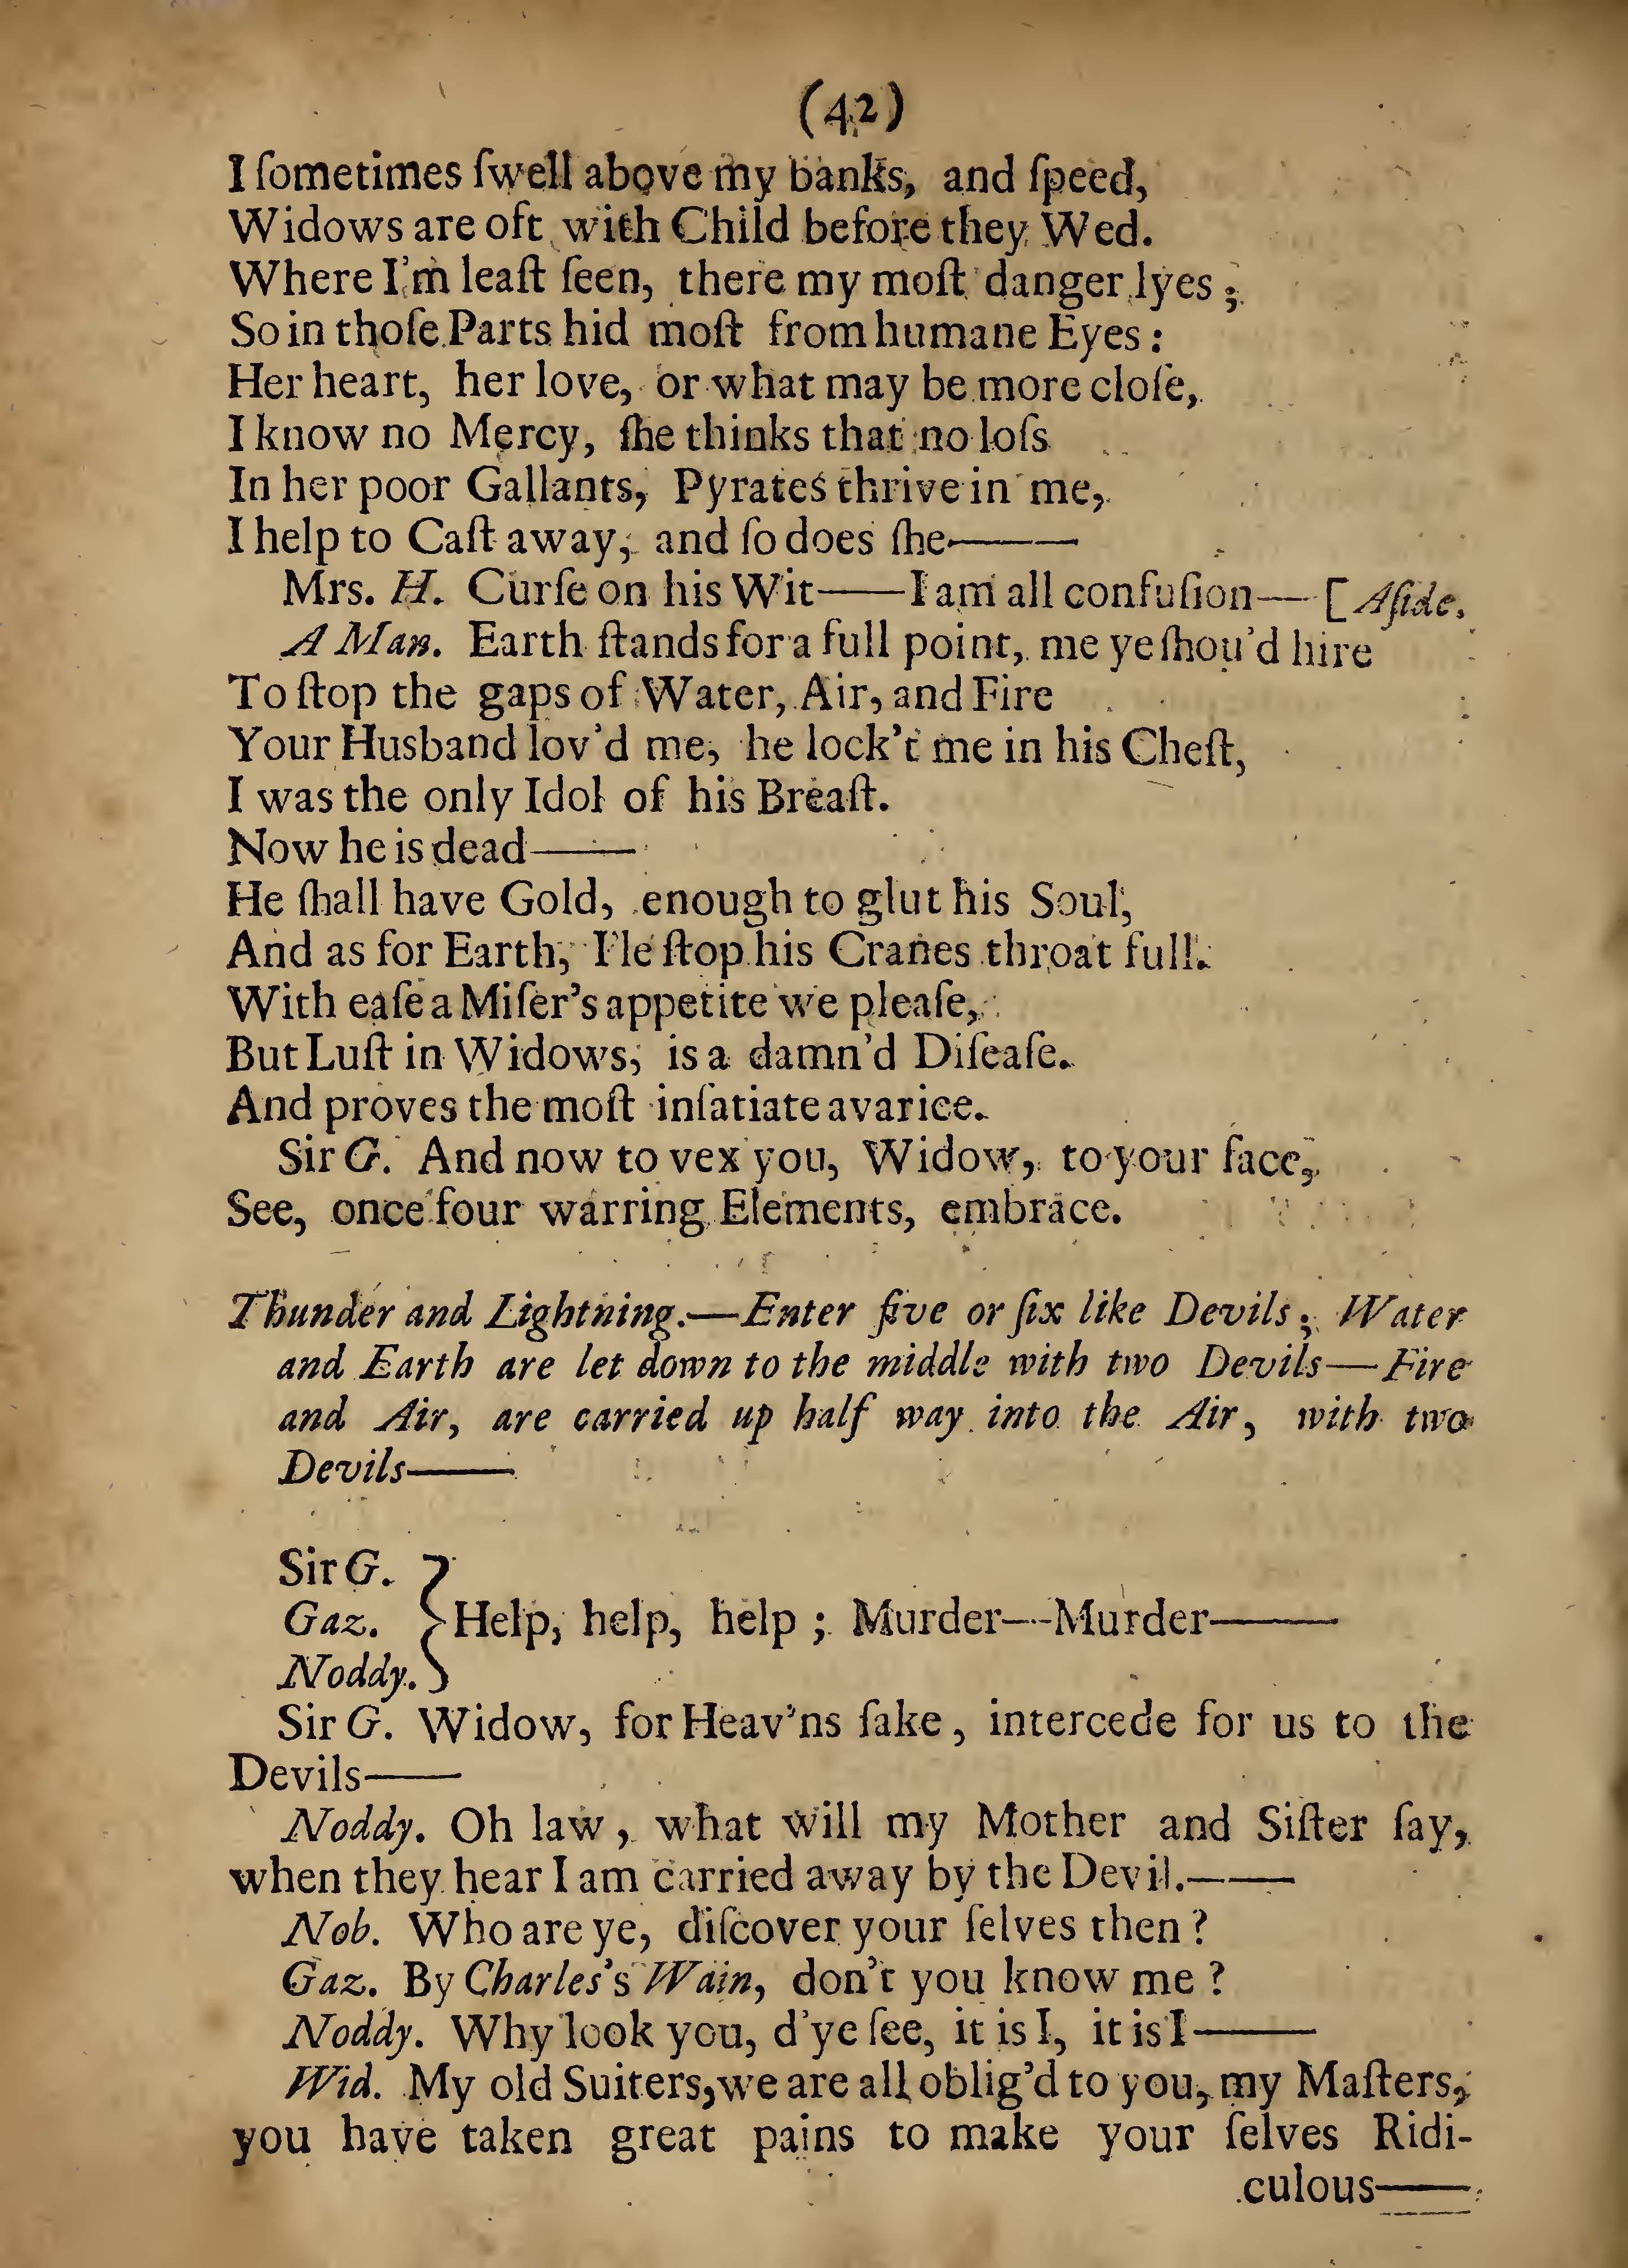 (42)
I ſometimes ſwell above my banks, and ſpeed,
Widows are oft with Child before they Wed.
Where I'm leaſt ſeen, there my moſt danger lyes;
So in thoſe Parts hid moſt from humane Eyes:
Her heart, her love, or what may be more cloſe,
I know no Mercy, ſhe thinks that no loſs
In her poor Gallants, Pyrates thrive in me,
I help to Caſt away, and ſo does ſhe———
Mrs. H. Curſe on his Wit——I am all confuſion— [Aſide.
A Man. Earth ſtands for a full point, me ye ſhou'd hire
To ſtop the gaps of Water, Air, and Fire
Your Husband lov'd me, he lock't me in his Cheſt,
I was the only Idol of his Breaſt.
Now he is dead———
He ſhall have Gold, enough to glut his Soul,
And as for Earth, I'le ſtop his Cranes throat full.
With eaſe a Miſer's appetite we pleaſe,
But Luſt in Widows, is a damn'd Diſeaſe.
And proves the moſt inſatiate avarice.
Sir G. And now to vex you, Widow, to your face,
See, once four warring Elements, embrace.
Thunder and Lightning.—Enter five or ſix like Devils; Water
and Earth are let down to the middle with two Devils—Fire
and Air, are carried up half way into the Air, with two
Devils———
Sir G.
Gaz. } Help, help, help; Murder—Murder———
Noddy.
Sir G. Widow, for Heav'ns ſake, intercede for us to the
Devils———
Noddy. Oh law, what will my Mother and Siſter ſay,
when they hear I am carried away by the Devil.———
Nob. Who are ye, diſcover your ſelves then?
Gaz. By Charles's Wain, don't you know me?
Noddy. Why look you, d'ye ſee, it is I, it is I———
Wid. My old Suiters, we are all oblig'd to you, my Maſters,
you have taken great pains to make your ſelves Ridi-
culous———